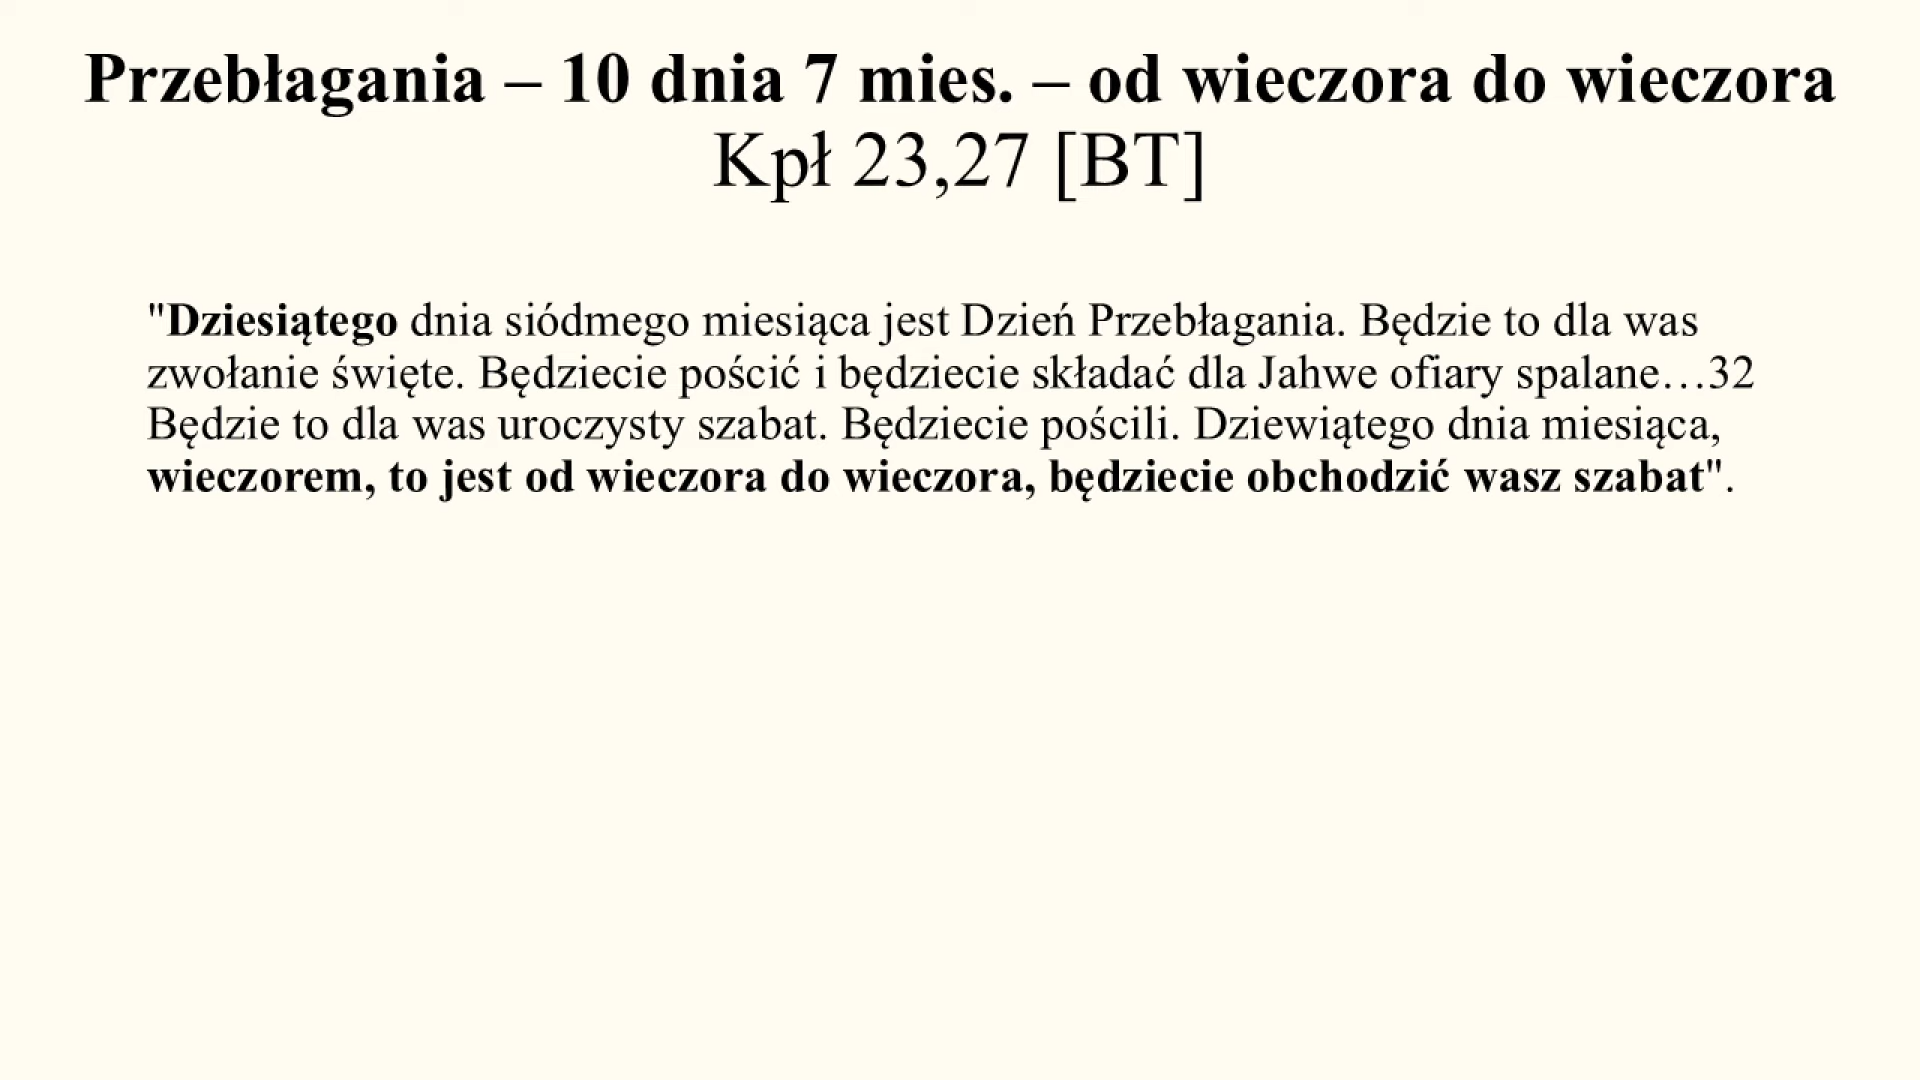 Przebłagania – 10 dnia 7 mies. – od wieczora do wieczora
Kpł 23,27 [BT]
"Dziesiątego dnia siódmego miesiąca jest Dzień Przebłagania. Będzie to dla was
zwołanie święte. Będziecie pościć i będziecie składać dla Jahwe ofiary spalane…32
Będzie to dla was uroczysty szabat. Będziecie pościli. Dziewiątego dnia miesiąca,
wieczorem, to jest od wieczora do wieczora, będziecie obchodzić wasz szabat".